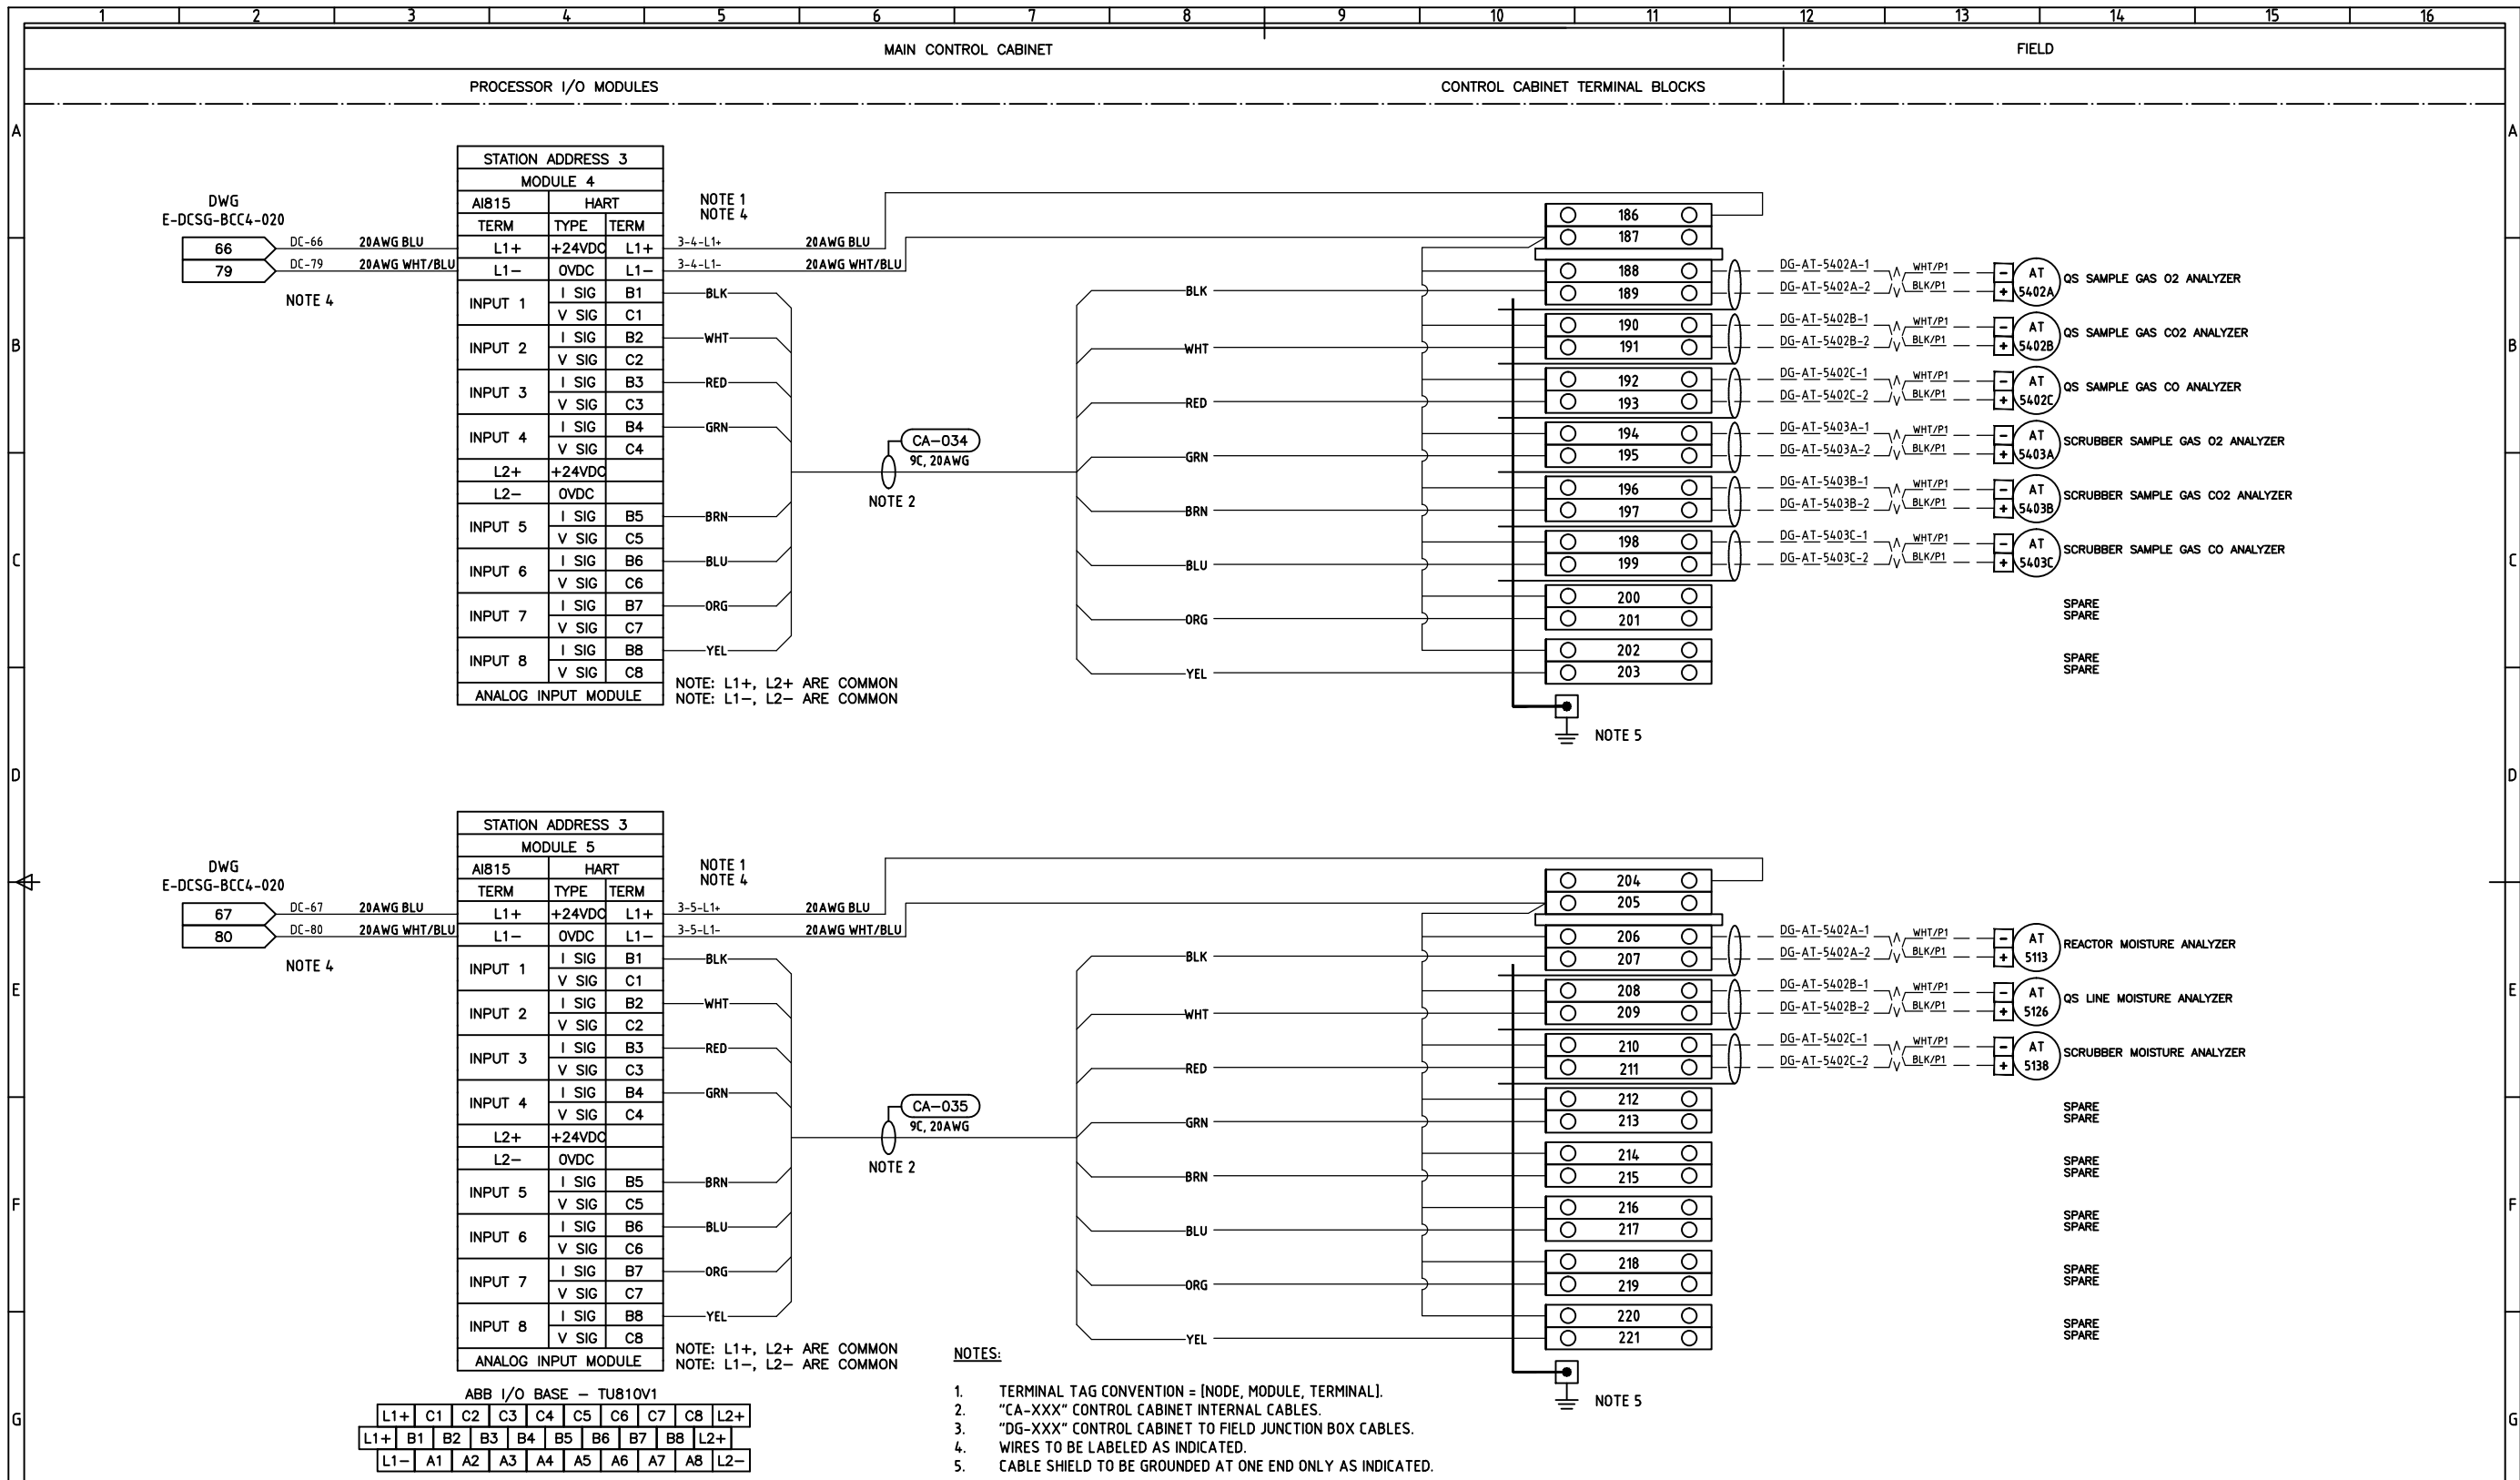 1 2 3 4 5 6 7 8 9 10 11 12 13 14 15 16
MAIN CONTROL CABINET
FIELD
PROCESSOR I/O MODULES
CONTROL CABINET TERMINAL BLOCKS
A
A
B
B
C
C
D
D
E
E
F
F
G
G
DWG
E-DCSG-BCC4-020
66
DC-66
20AWG BLU
79
DC-79
20AWG WHT/BLU
NOTE 4
STATION ADDRESS 3
MODULE 4
AI815 HART
TERM TYPE TERM
L1+ +24VDC L1+
L1- 0VDC L1-
INPUT 1
I SIG B1
V SIG C1
INPUT 2
I SIG B2
V SIG C2
INPUT 3
I SIG B3
V SIG C3
INPUT 4
I SIG B4
V SIG C4
L2+ +24VDC
L2- 0VDC
INPUT 5
I SIG B5
V SIG C5
INPUT 6
I SIG B6
V SIG C6
INPUT 7
I SIG B7
V SIG C7
INPUT 8
I SIG B8
V SIG C8
ANALOG INPUT MODULE
NOTE 1
NOTE 4
3-4-L1+
20AWG BLU
3-4-L1-
20AWG WHT/BLU
BLK
WHT
RED
GRN
BRN
BLU
ORG
YEL
NOTE: L1+, L2+ ARE COMMON
NOTE: L1-, L2- ARE COMMON
CA-034
9C, 20AWG
NOTE 2
BLK
WHT
RED
GRN
BRN
BLU
ORG
YEL
186
187
188
189
190
191
192
193
194
195
196
197
198
199
200
201
202
203
NOTE 5
DG-AT-5402A-1 WHT/P1 -
DG-AT-5402A-2 BLK/P1 +
AT
5402A
QS SAMPLE GAS O2 ANALYZER
DG-AT-5402B-1 WHT/P1 -
DG-AT-5402B-2 BLK/P1 +
AT
5402B
QS SAMPLE GAS CO2 ANALYZER
DG-AT-5402C-1 WHT/P1 -
DG-AT-5402C-2 BLK/P1 +
AT
5402C
QS SAMPLE GAS CO ANALYZER
DG-AT-5403A-1 WHT/P1 -
DG-AT-5403A-2 BLK/P1 +
AT
5403A
SCRUBBER SAMPLE GAS O2 ANALYZER
DG-AT-5403B-1 WHT/P1 -
DG-AT-5403B-2 BLK/P1 +
AT
5403B
SCRUBBER SAMPLE GAS CO2 ANALYZER
DG-AT-5403C-1 WHT/P1 -
DG-AT-5403C-2 BLK/P1 +
AT
5403C
SCRUBBER SAMPLE GAS CO ANALYZER
SPARE
SPARE
SPARE
SPARE
DWG
E-DCSG-BCC4-020
67
DC-67
20AWG BLU
80
DC-80
20AWG WHT/BLU
NOTE 4
STATION ADDRESS 3
MODULE 5
AI815 HART
TERM TYPE TERM
L1+ +24VDC L1+
L1- 0VDC L1-
INPUT 1
I SIG B1
V SIG C1
INPUT 2
I SIG B2
V SIG C2
INPUT 3
I SIG B3
V SIG C3
INPUT 4
I SIG B4
V SIG C4
L2+ +24VDC
L2- 0VDC
INPUT 5
I SIG B5
V SIG C5
INPUT 6
I SIG B6
V SIG C6
INPUT 7
I SIG B7
V SIG C7
INPUT 8
I SIG B8
V SIG C8
ANALOG INPUT MODULE
NOTE 1
NOTE 4
3-5-L1+
20AWG BLU
3-5-L1-
20AWG WHT/BLU
BLK
WHT
RED
GRN
BRN
BLU
ORG
YEL
NOTE: L1+, L2+ ARE COMMON
NOTE: L1-, L2- ARE COMMON
CA-035
9C, 20AWG
NOTE 2
BLK
WHT
RED
GRN
BRN
BLU
ORG
YEL
204
205
206
207
208
209
210
211
212
213
214
215
216
217
218
219
220
221
NOTE 5
DG-AT-5402A-1 WHT/P1 -
DG-AT-5402A-2 BLK/P1 +
AT
5113
REACTOR MOISTURE ANALYZER
DG-AT-5402B-1 WHT/P1 -
DG-AT-5402B-2 BLK/P1 +
AT
5126
QS LINE MOISTURE ANALYZER
DG-AT-5402C-1 WHT/P1 -
DG-AT-5402C-2 BLK/P1 +
AT
5138
SCRUBBER MOISTURE ANALYZER
SPARE
SPARE
SPARE
SPARE
SPARE
SPARE
SPARE
SPARE
SPARE
SPARE
ABB I/O BASE - TU810V1
L1+ C1 C2 C3 C4 C5 C6 C7 C8 L2+
L1+ B1 B2 B3 B4 B5 B6 B7 B8 L2+
L1- A1 A2 A3 A4 A5 A6 A7 A8 L2-
NOTES:
1. TERMINAL TAG CONVENTION = [NODE, MODULE, TERMINAL].
2. "CA-XXX" CONTROL CABINET INTERNAL CABLES.
3. "DG-XXX" CONTROL CABINET TO FIELD JUNCTION BOX CABLES.
4. WIRES TO BE LABELED AS INDICATED.
5. CABLE SHIELD TO BE GROUNDED AT ONE END ONLY AS INDICATED.